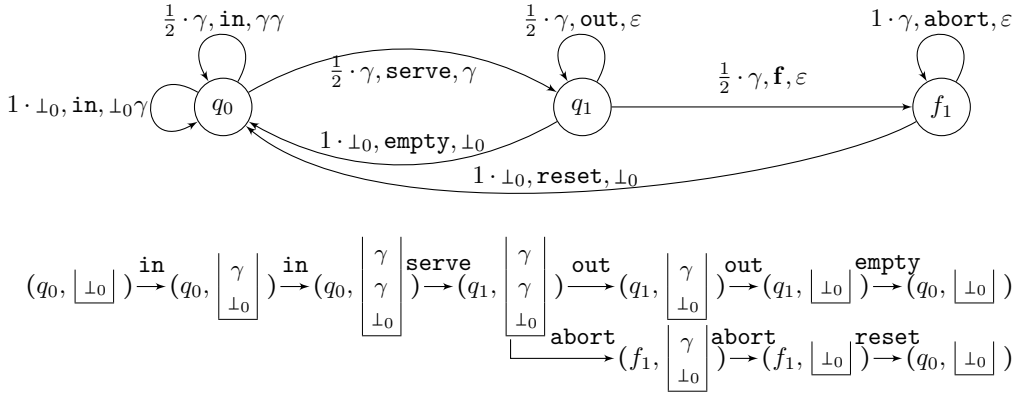 ½ · γ, in, γγ
½ · γ, out, ε
1 · γ, abort, ε
½ · γ, serve, γ
½ · γ, f, ε
1 · ⊥₀, in, ⊥₀γ
q₀
q₁
f₁
1 · ⊥₀, empty, ⊥₀
1 · ⊥₀, reset, ⊥₀
(q₀, ⊥₀ ) in (q₀, γ ⊥₀ ) in (q₀, γ γ ⊥₀ ) serve (q₁, γ γ ⊥₀ ) out (q₁, γ ⊥₀ ) out (q₁, ⊥₀ ) empty (q₀, ⊥₀ )
abort (f₁, γ ⊥₀ ) abort (f₁, ⊥₀ ) reset (q₀, ⊥₀ )